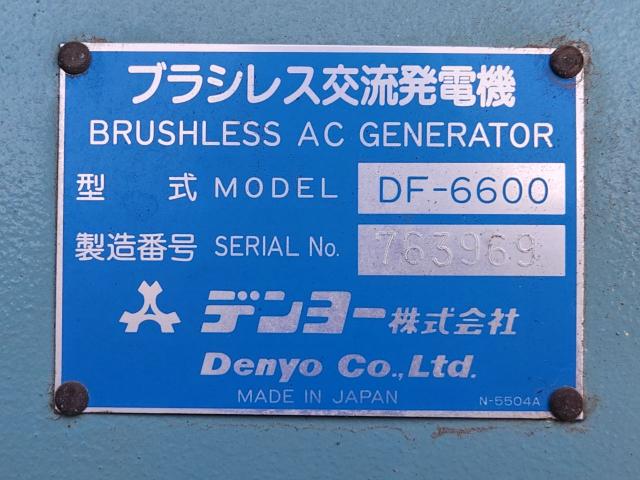 ブラシレス交流発電機
BRUSHLESS AC GENERATOR
型 式 MODEL DF-6600
製造番号 SERIAL No. 763969
デンヨー株式会社
Denyo Co.,Ltd.
MADE IN JAPAN N-5504A